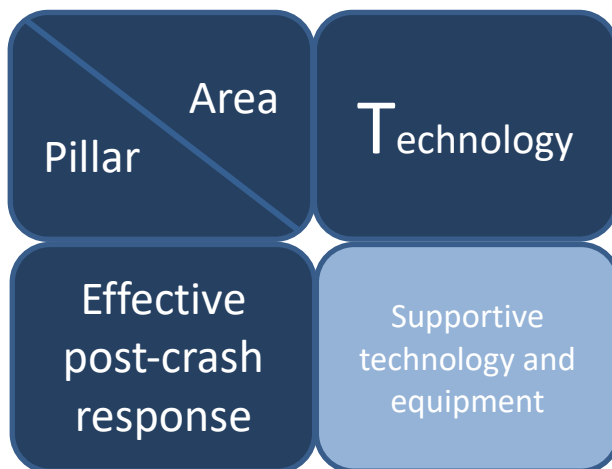 Area
Pillar
Technology
Effective
post-crash
response
Supportive
technology and
equipment